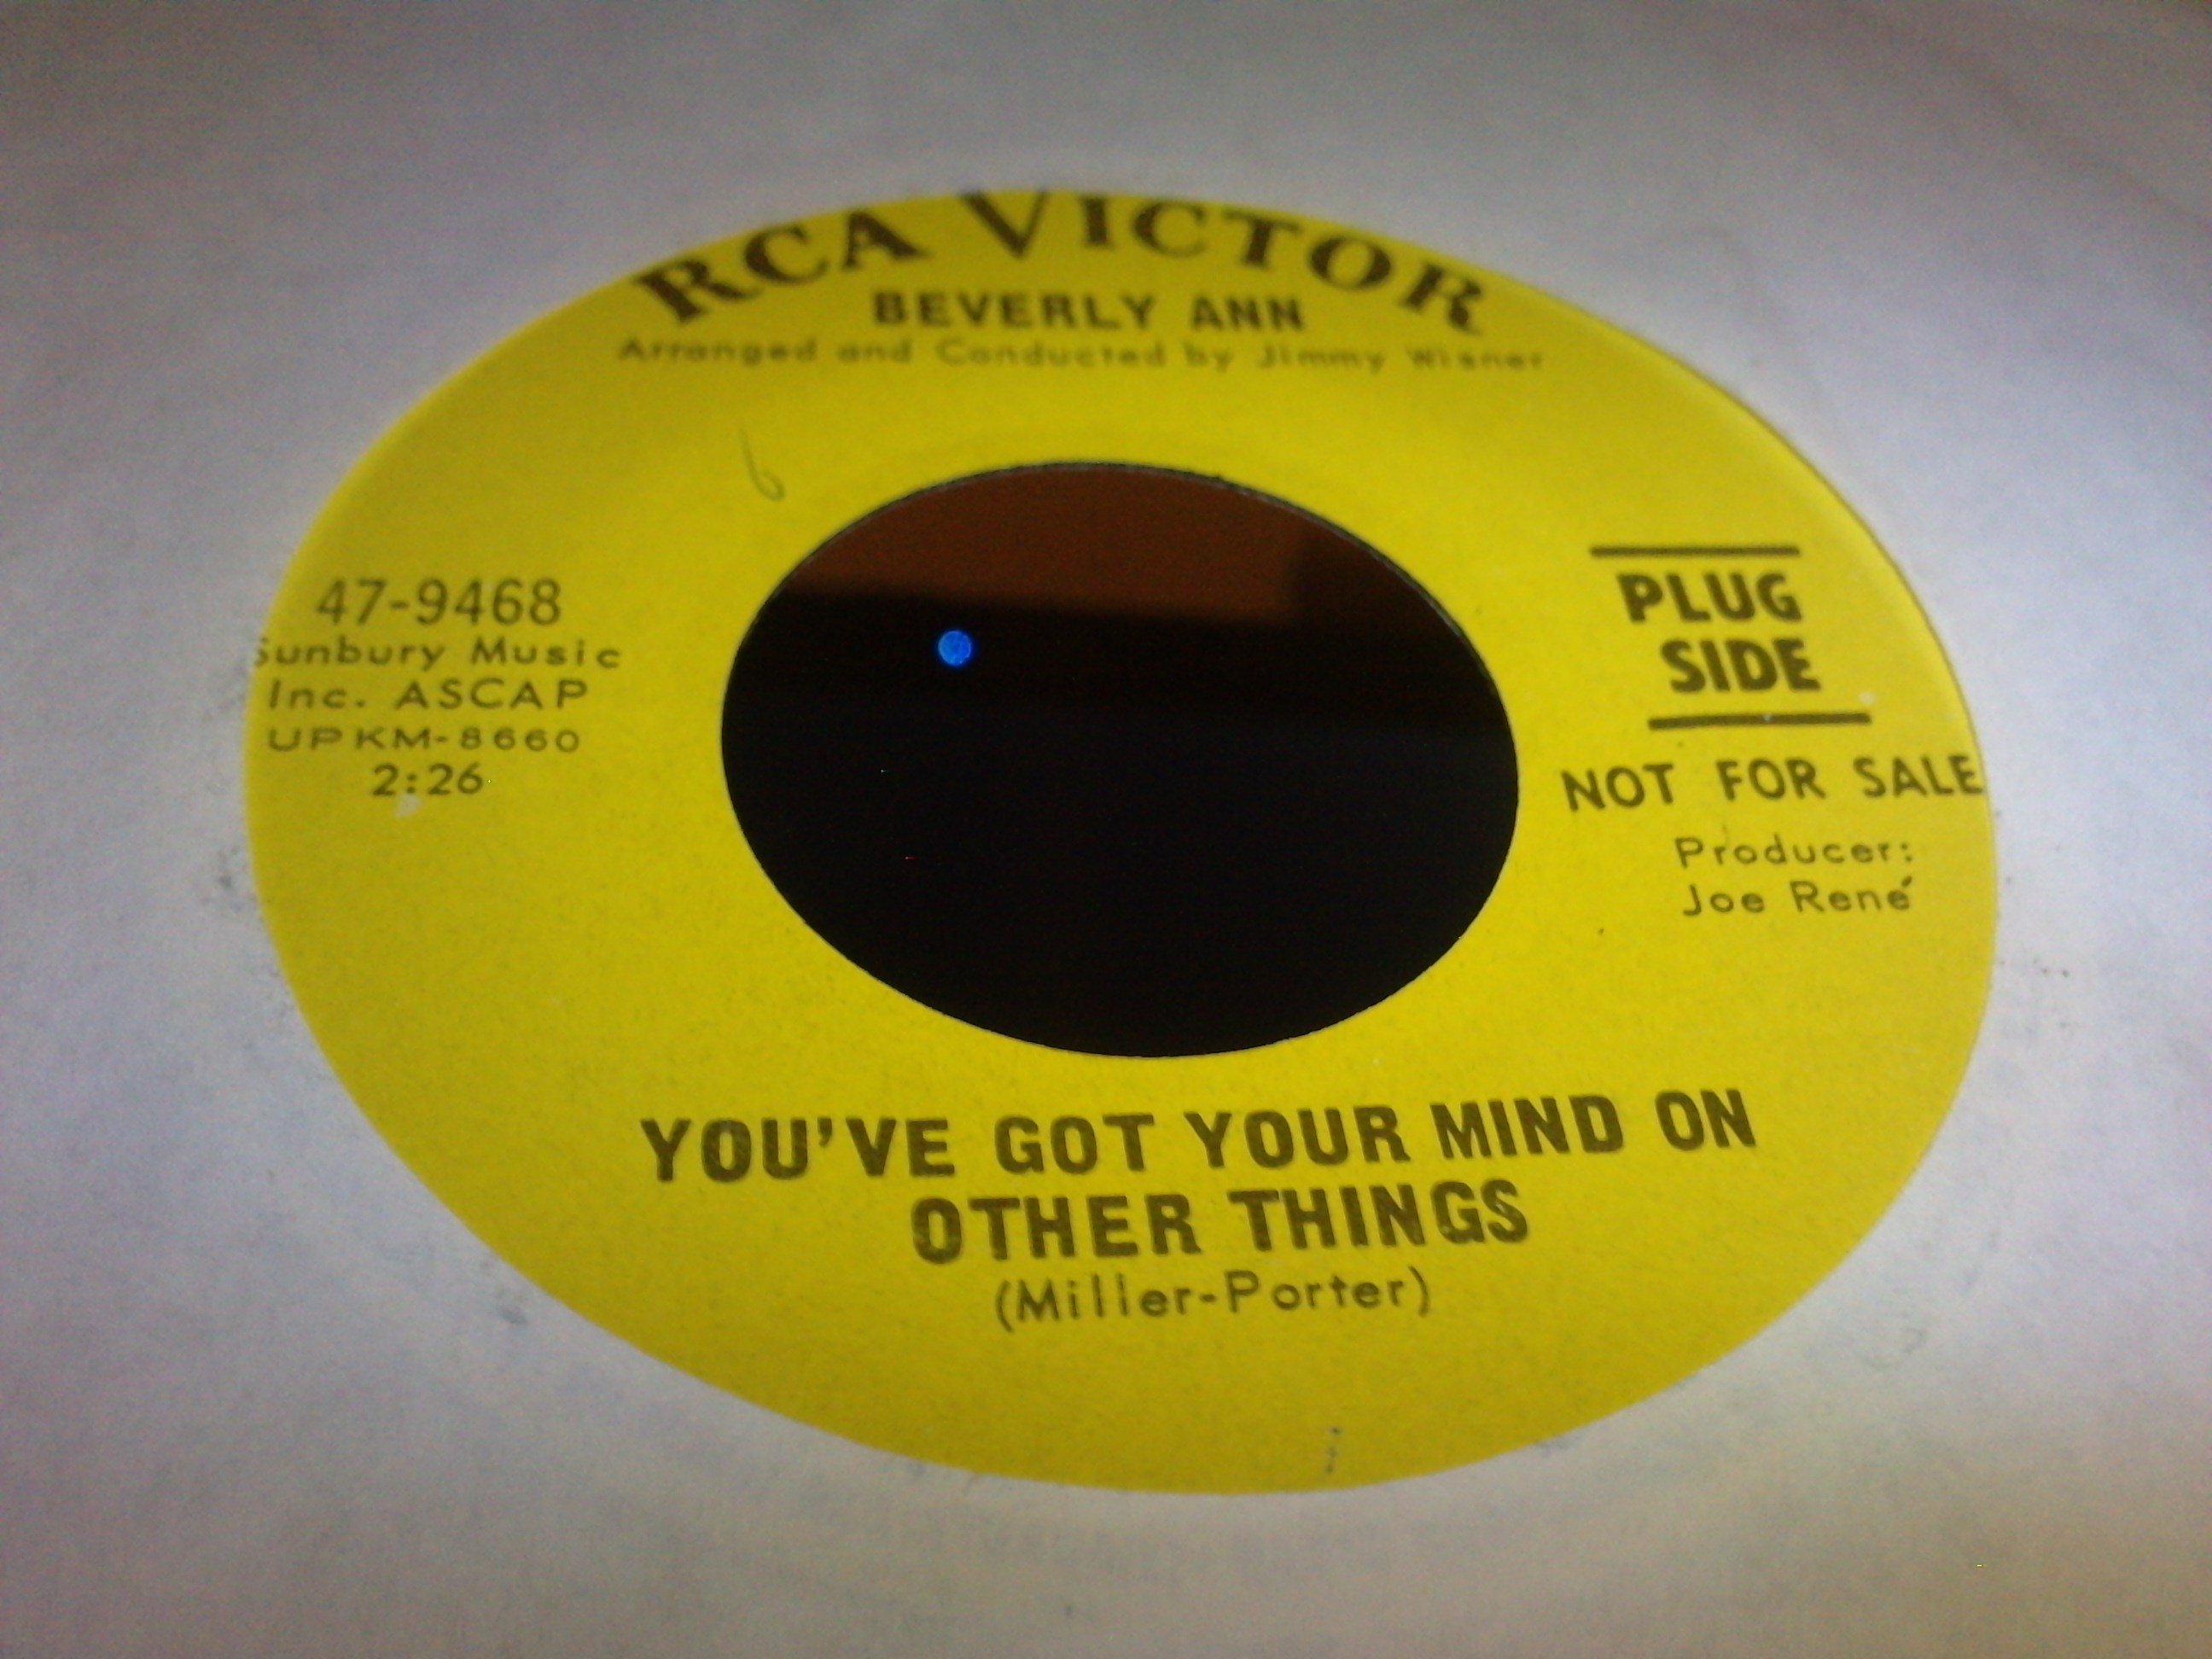 RCA VICTOR
BEVERLY ANN
Arranged and Conducted by Jimmy Wisner
6
47-9468
Sunbury Music
Inc. ASCAP
UPKM-8660
2:26
PLUG
SIDE
NOT FOR SALE
Producer:
Joe René
YOU'VE GOT YOUR MIND ON
OTHER THINGS
(Miller-Porter)